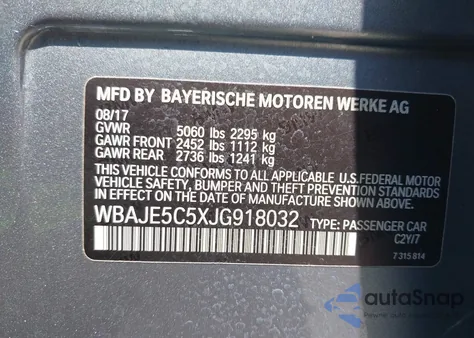 MFD BY BAYERISCHE MOTOREN WERKE AG
08/17
GVWR 5060 lbs 2295 kg
GAWR FRONT 2452 lbs 1112 kg
GAWR REAR 2736 lbs 1241 kg
THIS VEHICLE CONFORMS TO ALL APPLICABLE U.S.FEDERAL MOTOR
VEHICLE SAFETY, BUMPER AND THEFT PREVENTION STANDARDS
IN EFFECT ON THE DATE OF MANUFACTURE SHOWN ABOVE.
WBAJE5C5XJG918032 TYPE: PASSENGER CAR
C2Y/7
7 315 814
autoSnap